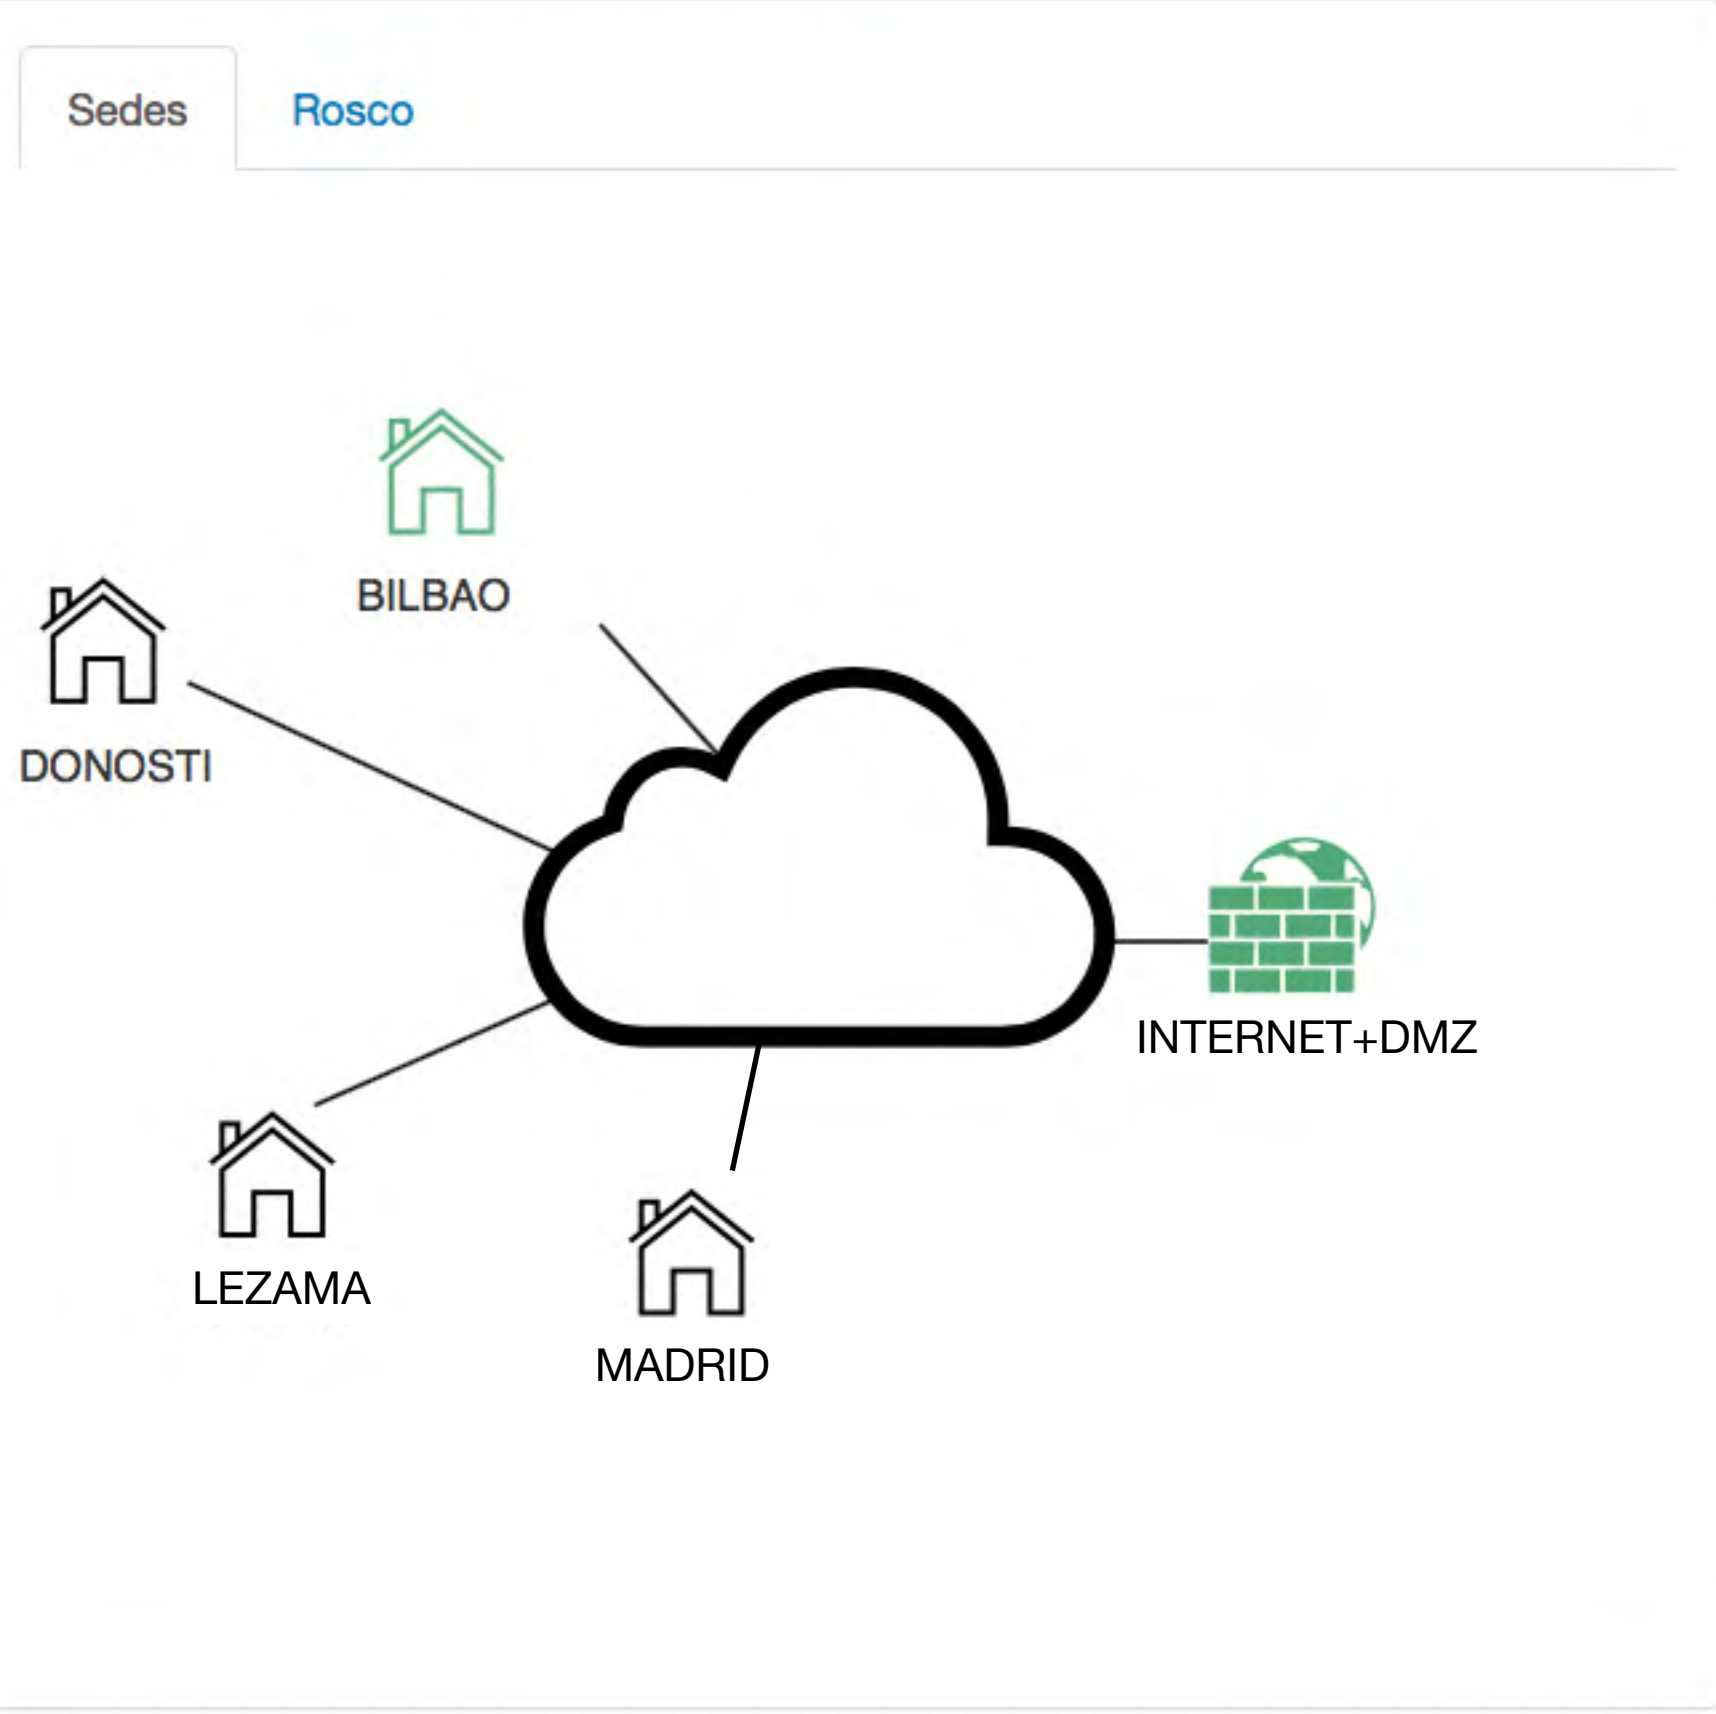 Sedes
Rosco
BILBAO
DONOSTI
INTERNET+DMZ
LEZAMA
MADRID